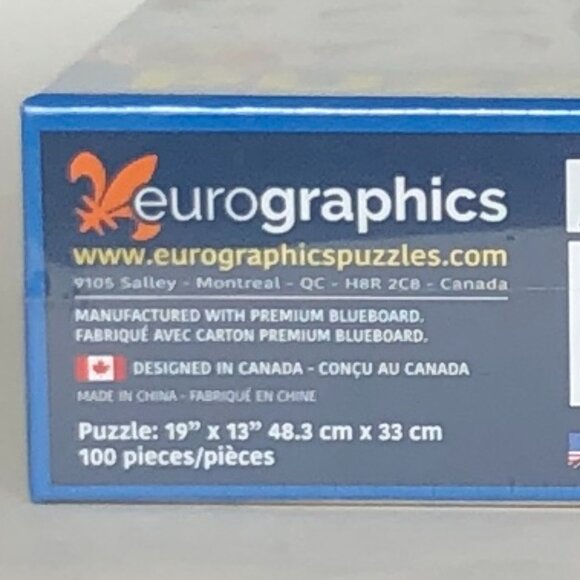 eurographics
www.eurographicspuzzles.com
9105 Salley - Montreal - QC - H8R 2C8 - Canada
MANUFACTURED WITH PREMIUM BLUEBOARD.
FABRIQUÉ AVEC CARTON PREMIUM BLUEBOARD.
DESIGNED IN CANADA - CONÇU AU CANADA
MADE IN CHINA - FABRIQUÉ EN CHINE
Puzzle: 19” x 13” 48.3 cm x 33 cm
100 pieces/pièces